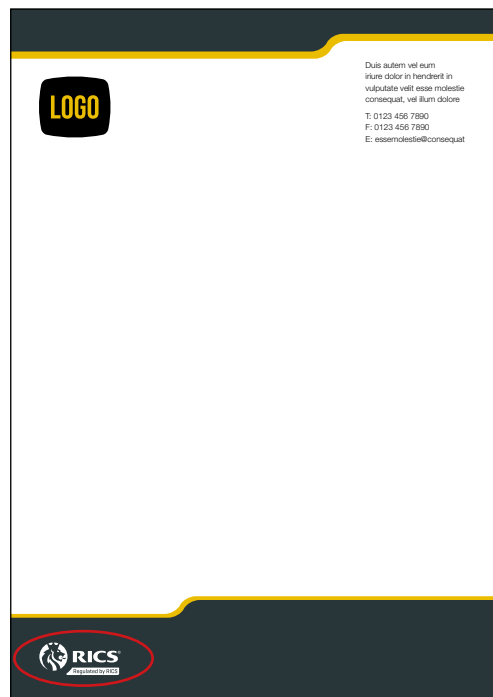 Duis autem vel eum
iriure dolor in hendrerit in
vulputate velit esse molestie
consequat, vel illum dolore
T: 0123 456 7890
F: 0123 456 7890
E: essemolestie@consequat
LOGO
RICS®
Regulated by RICS